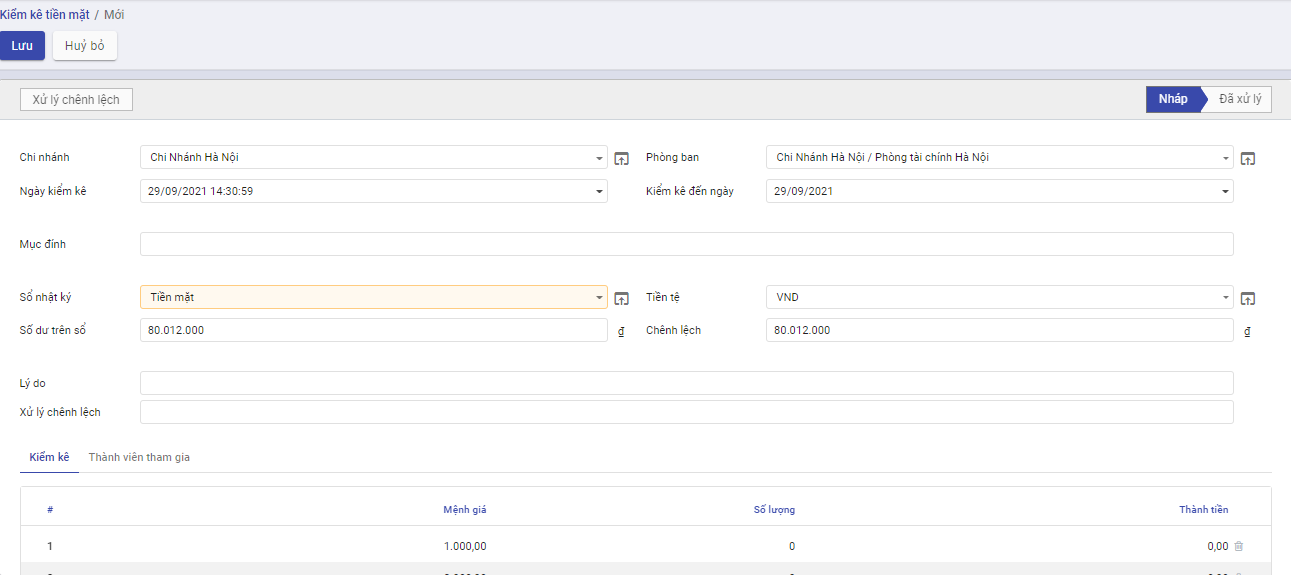 Kiểm kê tiền mặt / Mới
Lưu Huỷ bỏ
Xử lý chênh lệch Nháp Đã xử lý
Chi nhánh Chi Nhánh Hà Nội Phòng ban Chi Nhánh Hà Nội / Phòng tài chính Hà Nội
Ngày kiểm kê 29/09/2021 14:30:59 Kiểm kê đến ngày 29/09/2021
Mục đính
Sổ nhật ký Tiền mặt Tiền tệ VND
Số dư trên sổ 80.012.000 ₫ Chênh lệch 80.012.000 ₫
Lý do
Xử lý chênh lệch
Kiểm kê Thành viên tham gia
# Mệnh giá Số lượng Thành tiền
1 1.000,00 0 0,00